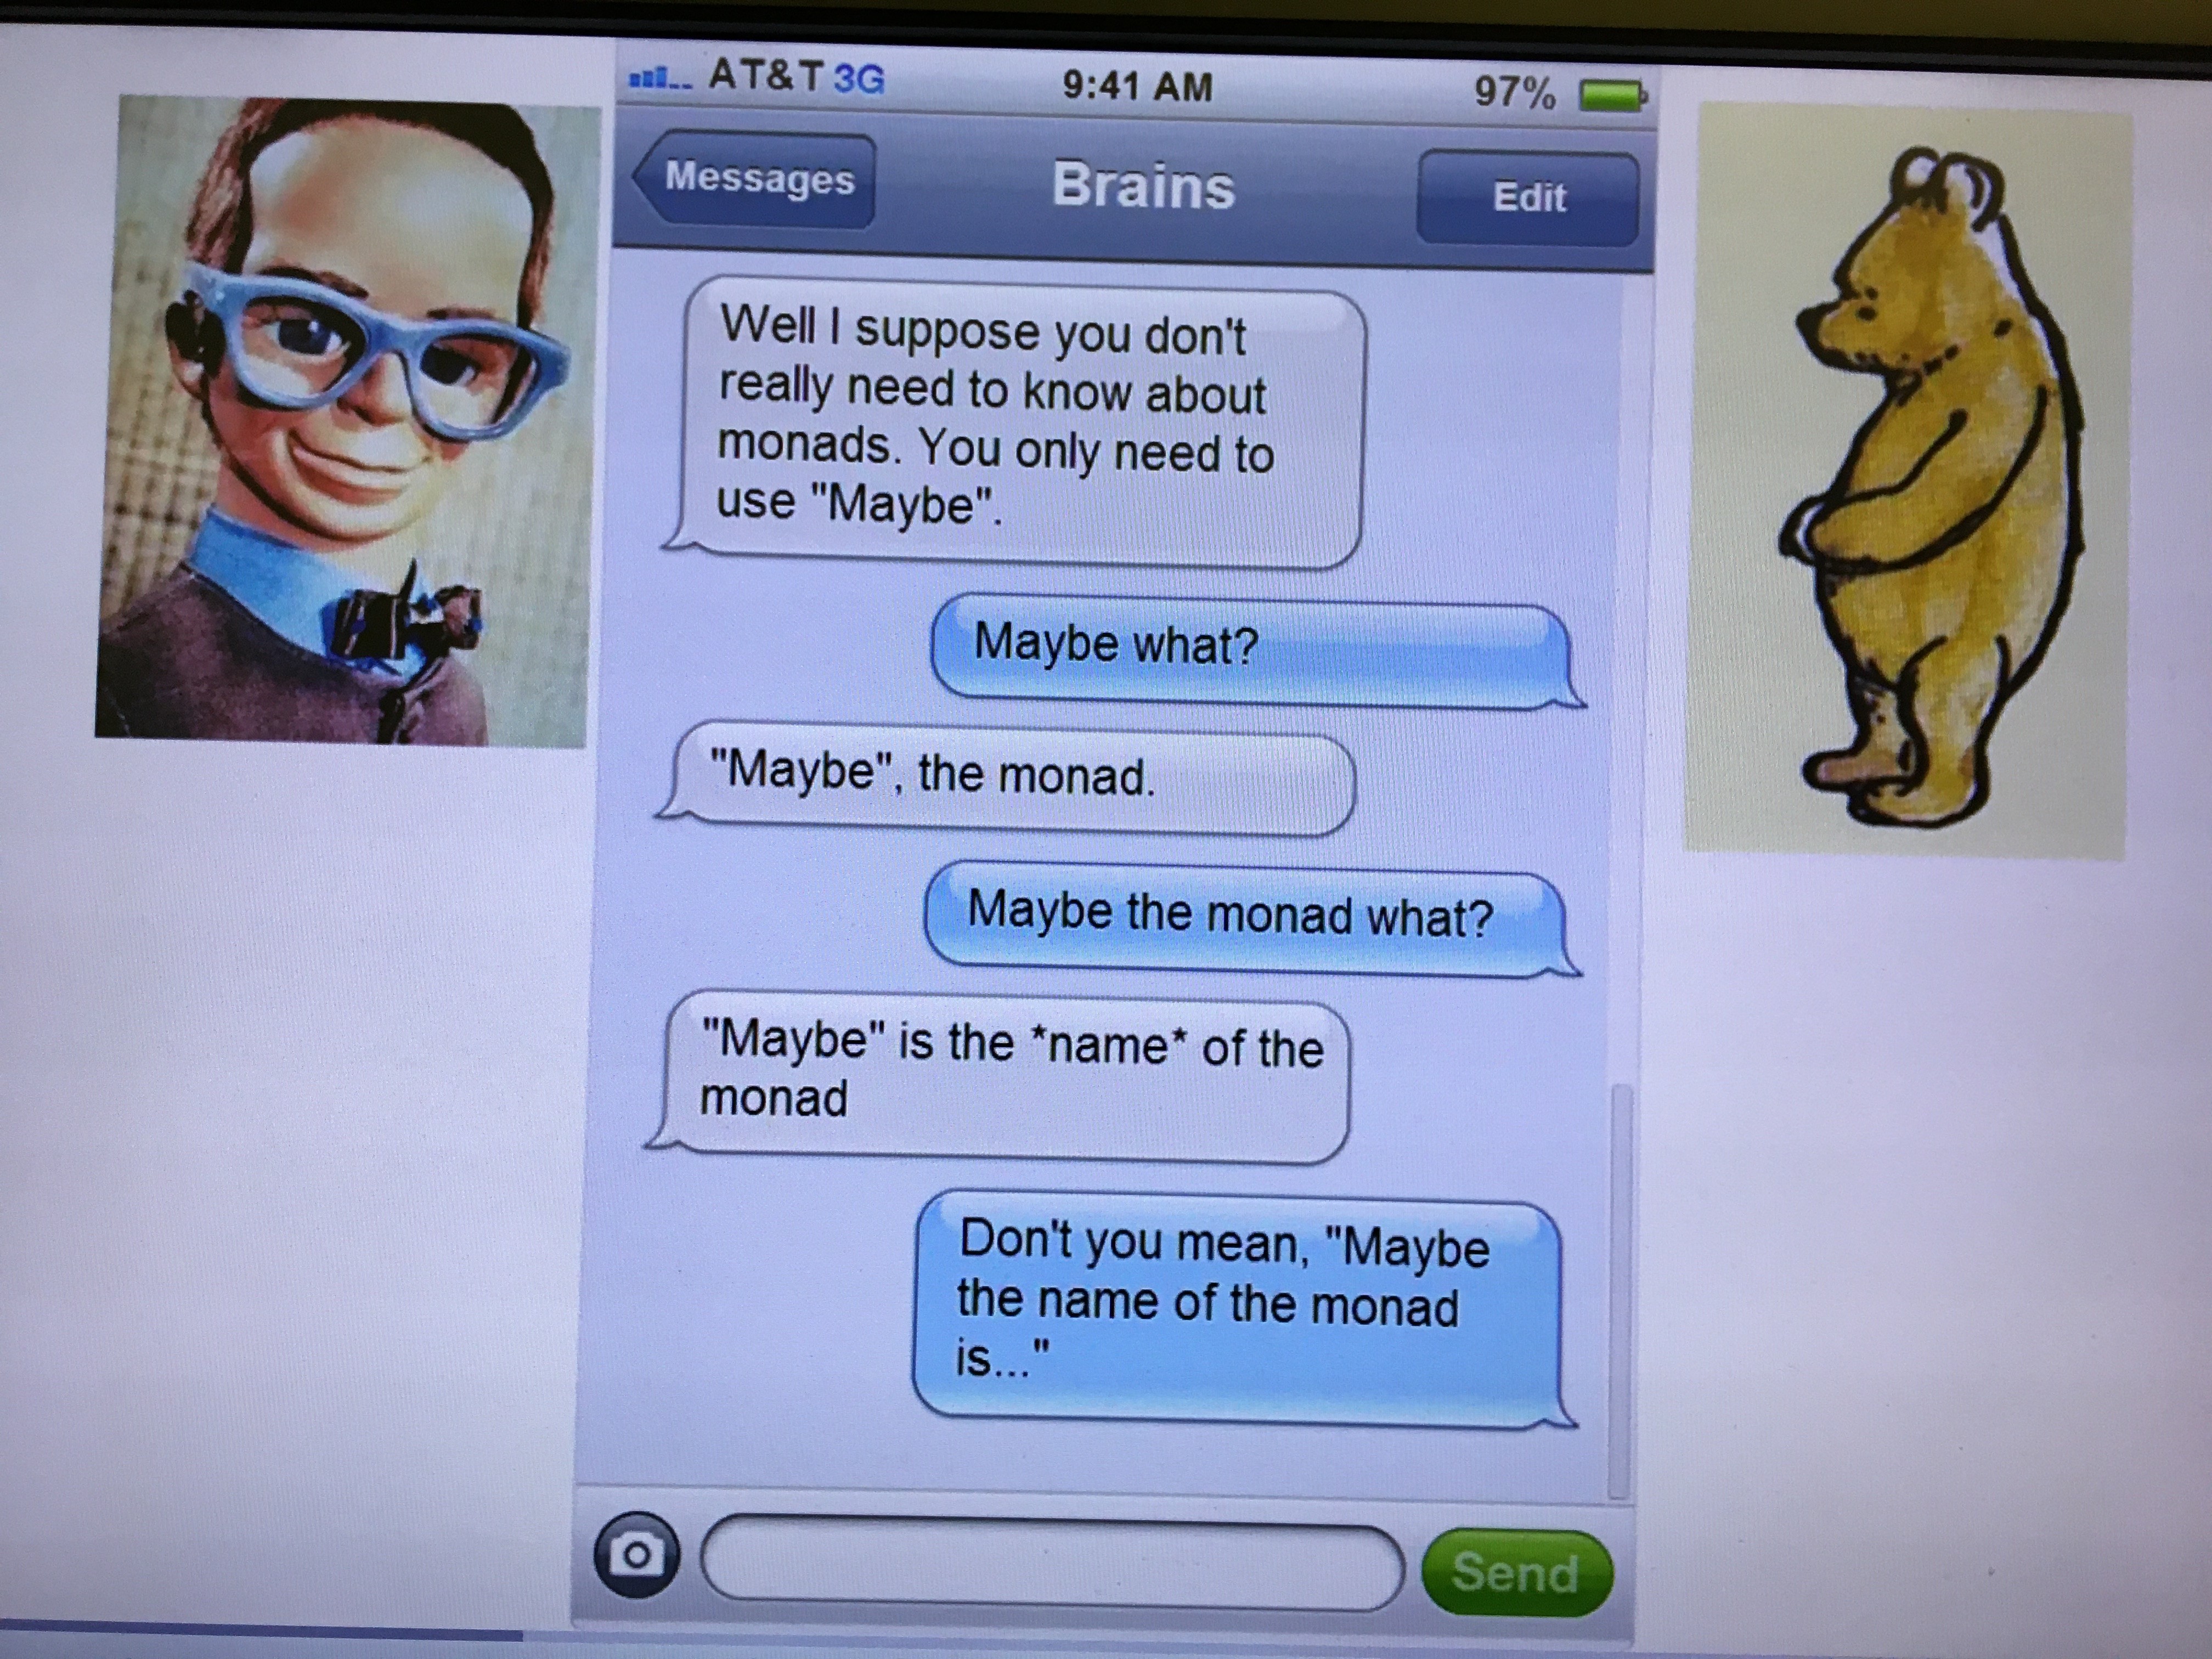 AT&T 3G 9:41 AM 97%
Messages Brains Edit
Well I suppose you don't
really need to know about
monads. You only need to
use "Maybe".
Maybe what?
"Maybe", the monad.
Maybe the monad what?
"Maybe" is the *name* of the
monad
Don't you mean, "Maybe
the name of the monad
is..."
Send